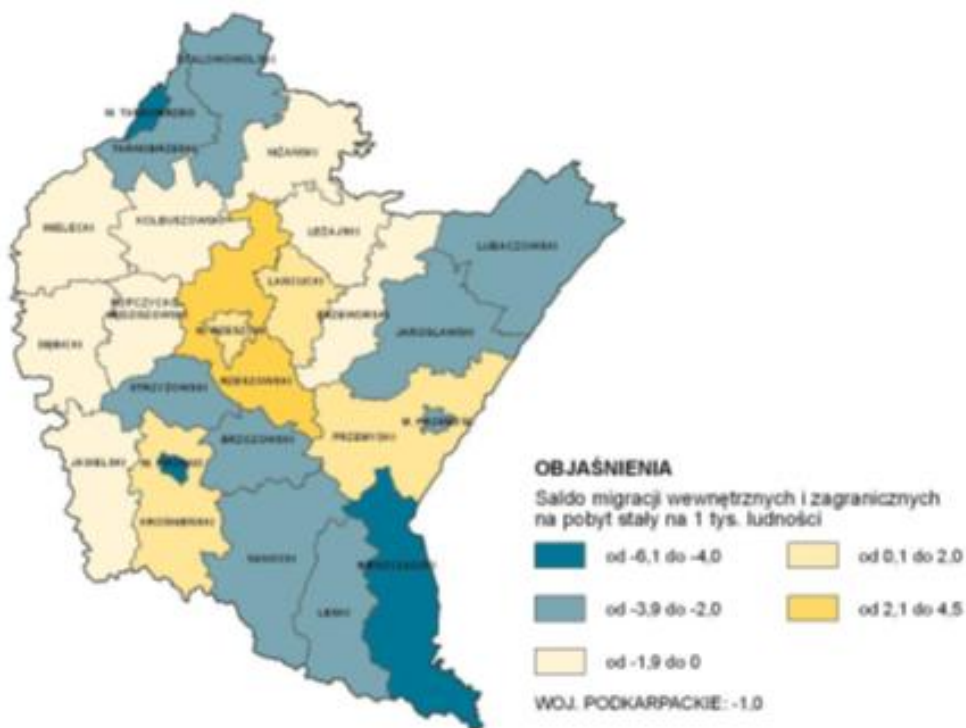 STALOWOWOLSKI
M. TARNOBRZEG
TARNOBRZESKI
NIŻAŃSKI
MIELECKI
KOLBUSZOWSKI
LEŻAJSKI
LUBACZOWSKI
ŁAŃCUCKI
ROPCZYCKO-
SĘDZISZOWSKI
PRZEWORSKI
M. RZESZÓW
JAROSŁAWSKI
DĘBICKI
RZESZOWSKI
STRZYŻOWSKI
M. PRZEMYŚL
PRZEMYSKI
BRZOZOWSKI
JASIELSKI
M. KROSNO
KROŚNIEŃSKI
SANOCKI
BIESZCZADZKI
LESKI
OBJAŚNIENIA
Saldo migracji wewnętrznych i zagranicznych
na pobyt stały na 1 tys. ludności
od -6,1 do -4,0
od 0,1 do 2,0
od -3,9 do -2,0
od 2,1 do 4,5
od -1,9 do 0
WOJ. PODKARPACKIE: -1,0